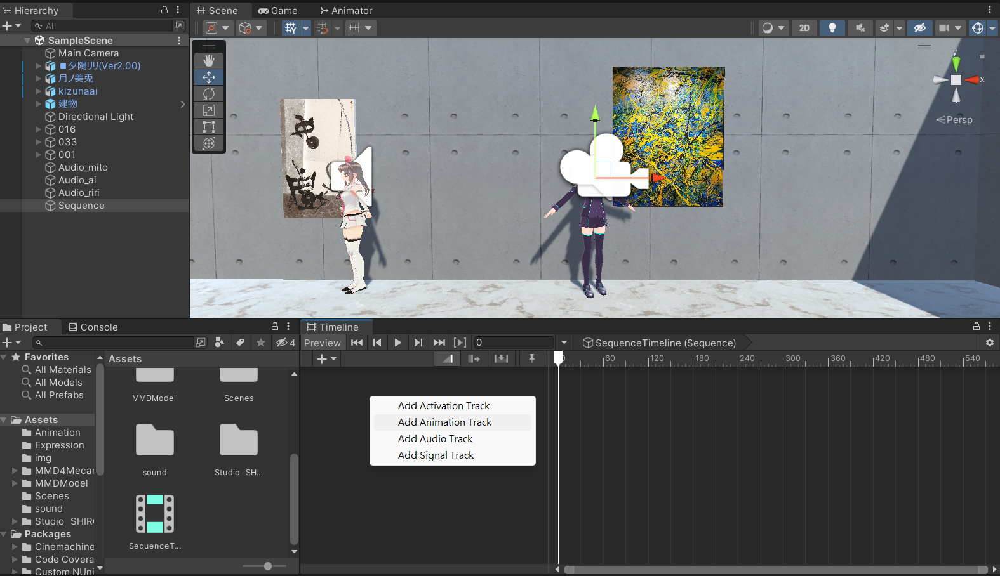 Hierarchy
All
SampleScene
Main Camera
■夕陽リリ(Ver2.00)
月ノ美兎
kizunaai
建物
Directional Light
016
033
001
Audio_mito
Audio_ai
Audio_riri
Sequence
Scene
Game
Animator
2D
y
x
Persp
Project
Console
4
Favorites
All Materials
All Models
All Prefabs
Assets
Animation
Expression
img
MMD4Mecar
MMDModel
Scenes
sound
Studio SHIRO
Packages
Cinemachine
Code Covera
Custom NUni
Assets
MMDModel
Scenes
sound
Studio SH...
SequenceT...
Timeline
Preview
0
SequenceTimeline (Sequence)
0 60 120 180 240 300 360 420 480 540
Add Activation Track
Add Animation Track
Add Audio Track
Add Signal Track